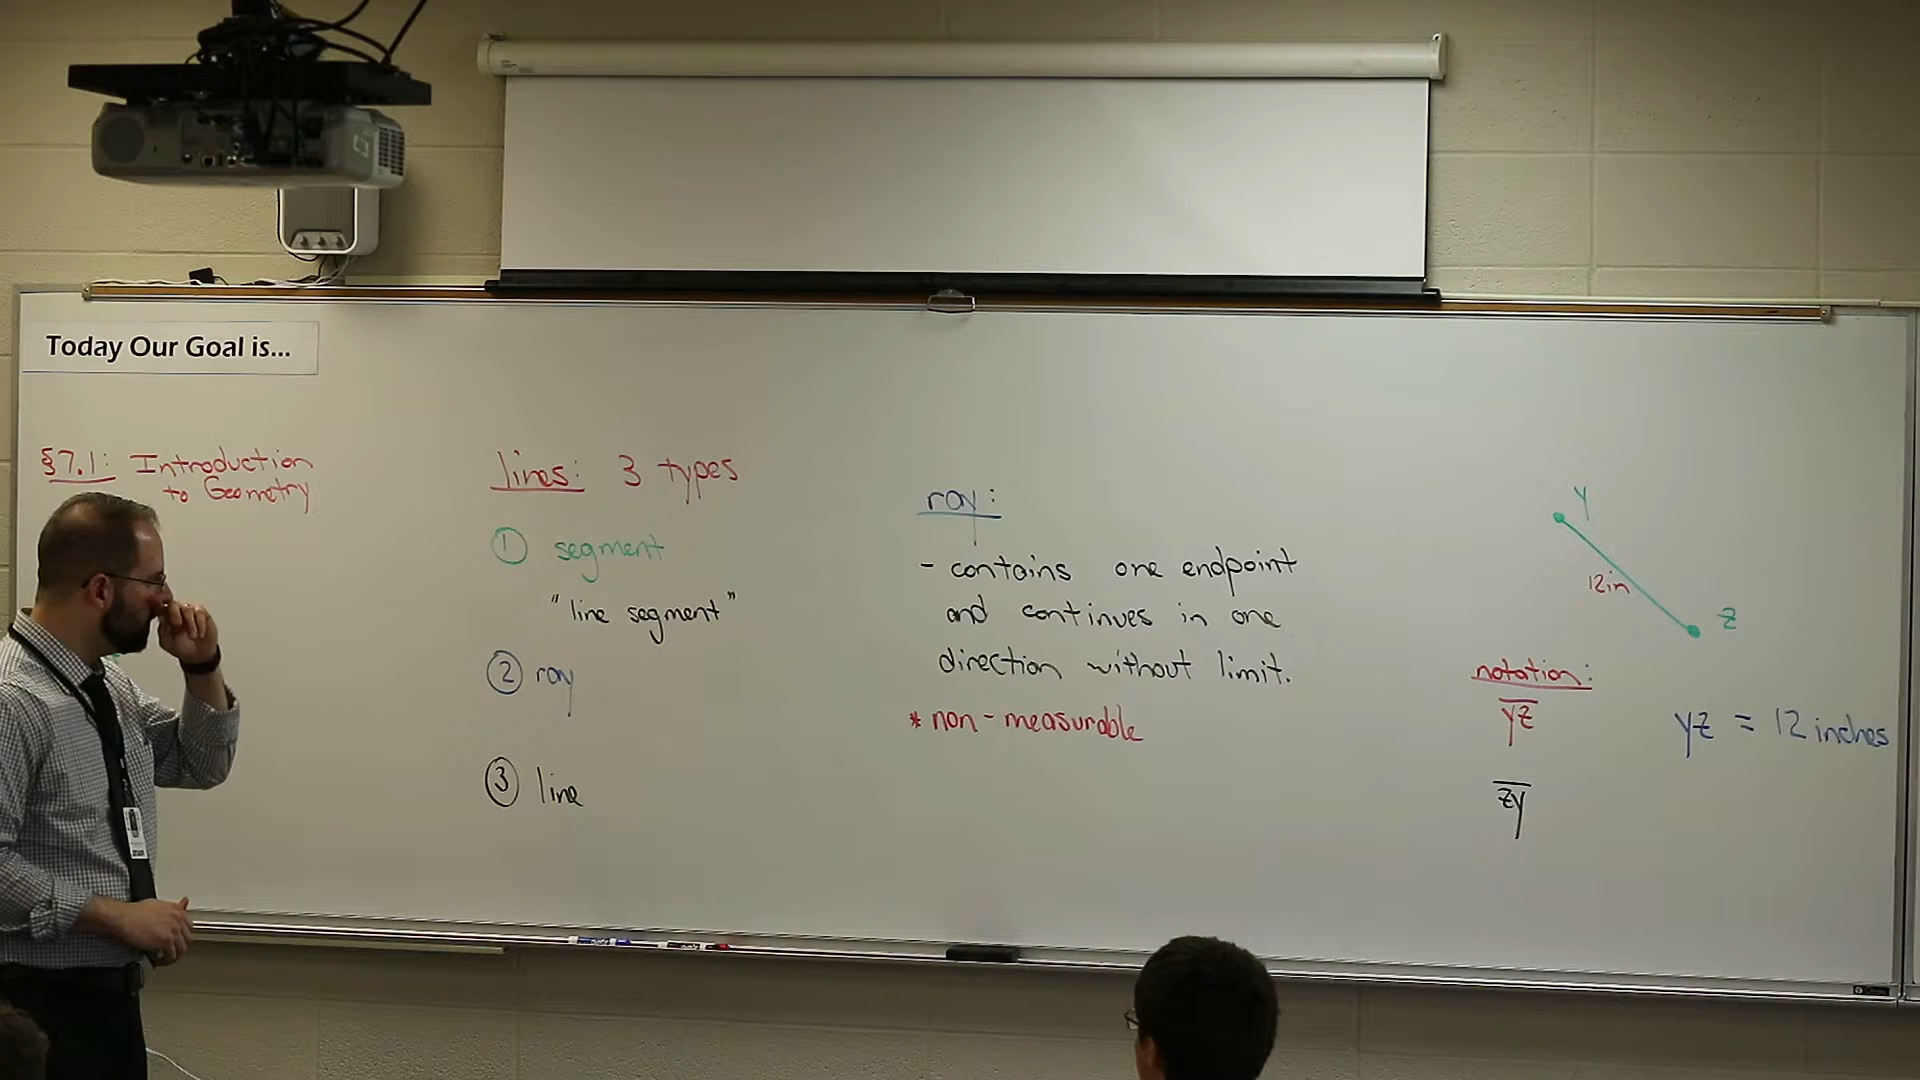 Today Our Goal is...
§7.1: Introduction
to Geometry
lines: 3 types
① segment
"line segment"
② ray
③ line
ray:
- contains one endpoint
and continues in one
direction without limit.
* non-measurable
Y
12in
Z
notation:
YZ
ZY
YZ = 12 inches